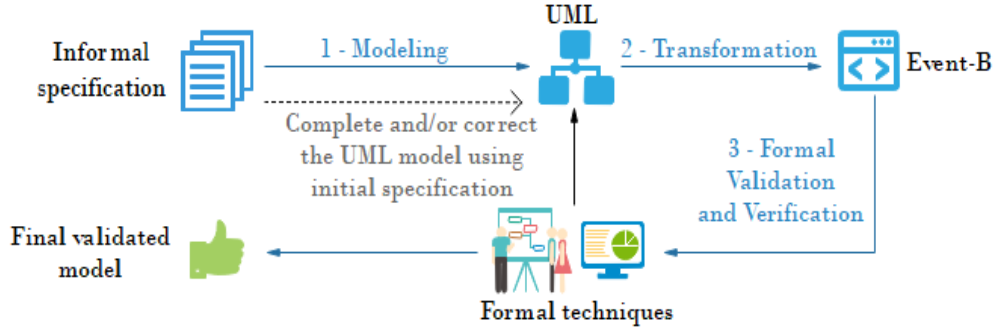 UML
Informal
specification
1 - Modeling
2 - Transformation
Event-B
Complete and/or correct
the UML model using
initial specification
3 - Formal
Validation
and Verification
Final validated
model
Formal techniques